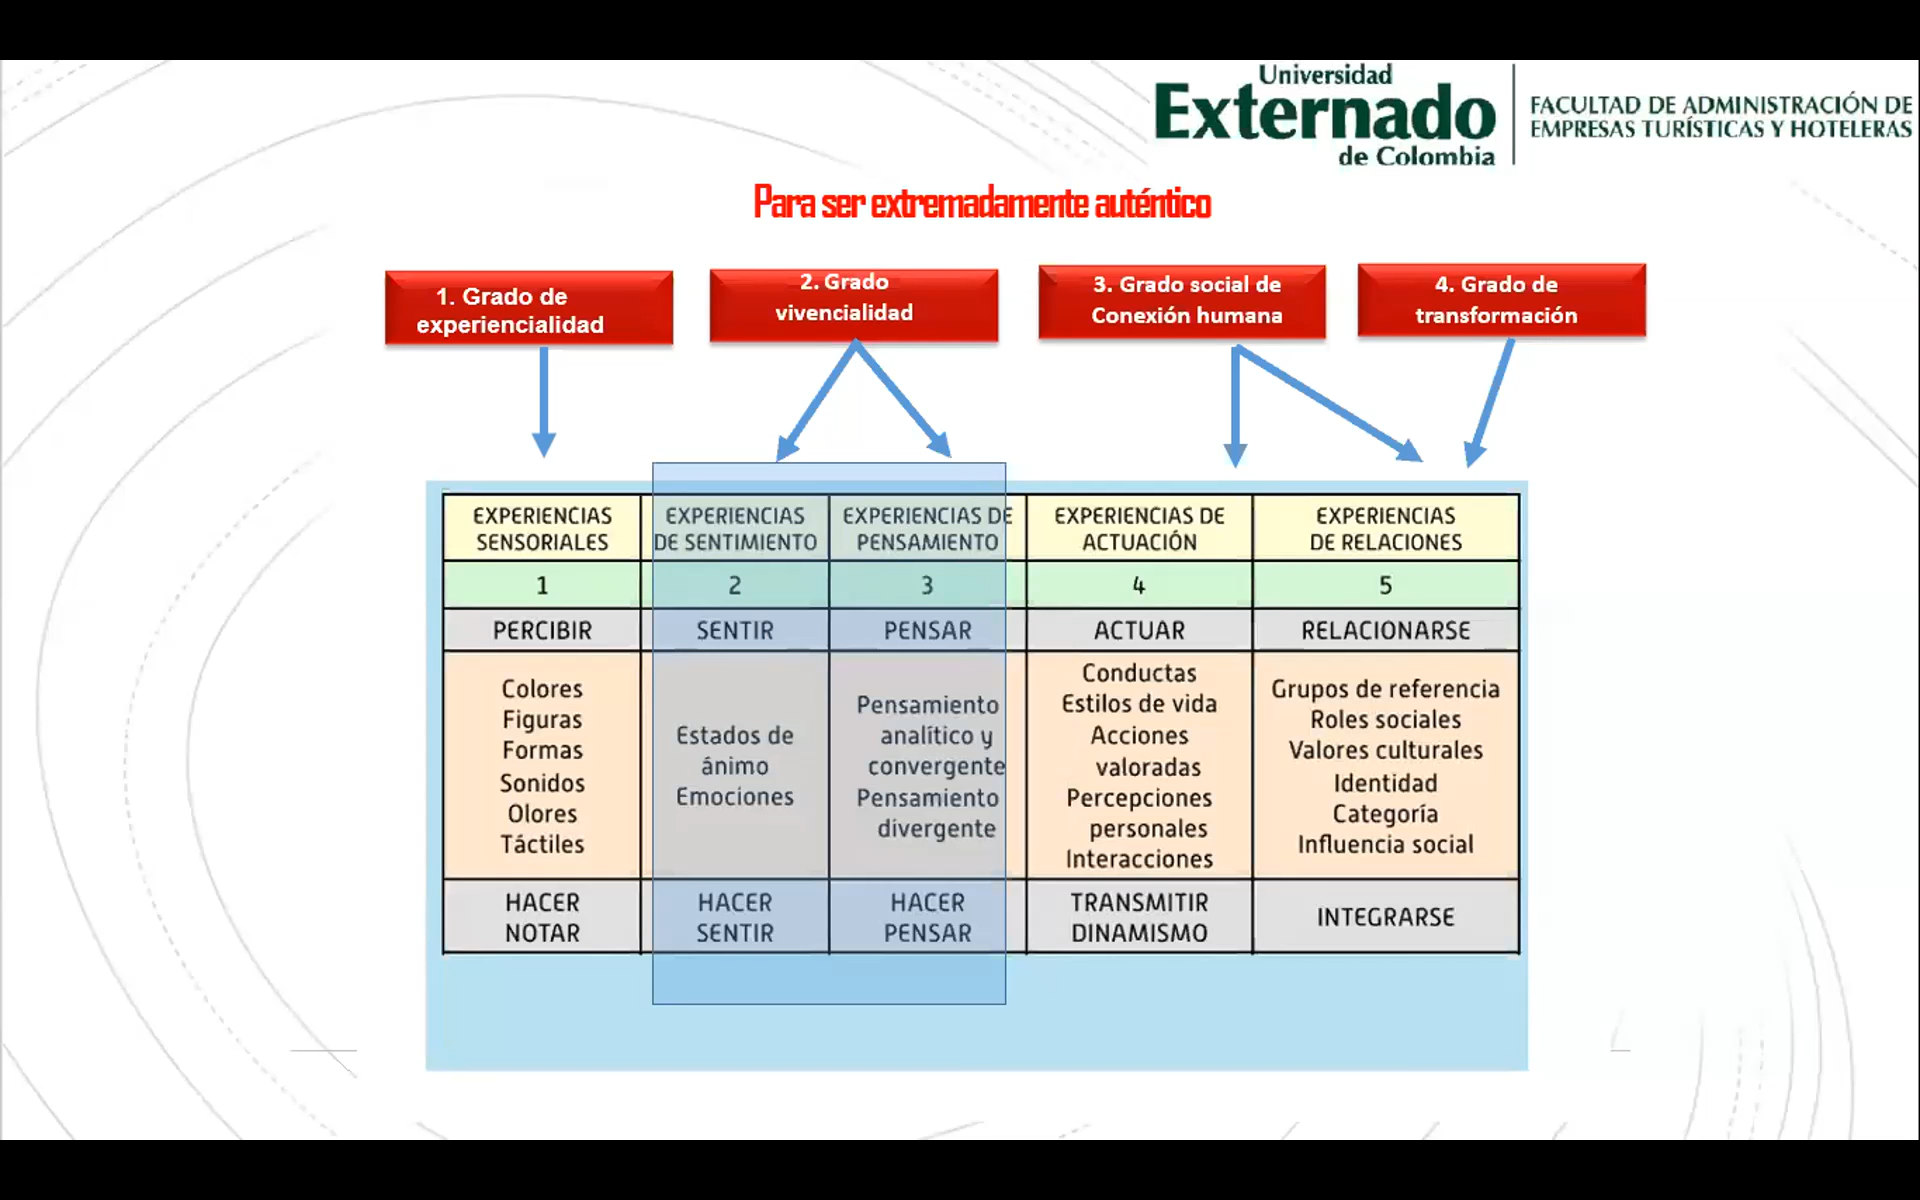 Universidad
Externado
de Colombia
FACULTAD DE ADMINISTRACIÓN DE
EMPRESAS TURÍSTICAS Y HOTELERAS
Para ser extremadamente auténtico
1. Grado de
experiencialidad
2. Grado
vivencialidad
3. Grado social de
Conexión humana
4. Grado de
transformación
EXPERIENCIAS
SENSORIALES
EXPERIENCIAS
DE SENTIMIENTO
EXPERIENCIAS DE
PENSAMIENTO
EXPERIENCIAS DE
ACTUACIÓN
EXPERIENCIAS
DE RELACIONES
1
2
3
4
5
PERCIBIR
SENTIR
PENSAR
ACTUAR
RELACIONARSE
Colores
Figuras
Formas
Sonidos
Olores
Táctiles
Estados de
ánimo
Emociones
Pensamiento
analítico y
convergente
Pensamiento
divergente
Conductas
Estilos de vida
Acciones
valoradas
Percepciones
personales
Interacciones
Grupos de referencia
Roles sociales
Valores culturales
Identidad
Categoría
Influencia social
HACER
NOTAR
HACER
SENTIR
HACER
PENSAR
TRANSMITIR
DINAMISMO
INTEGRARSE